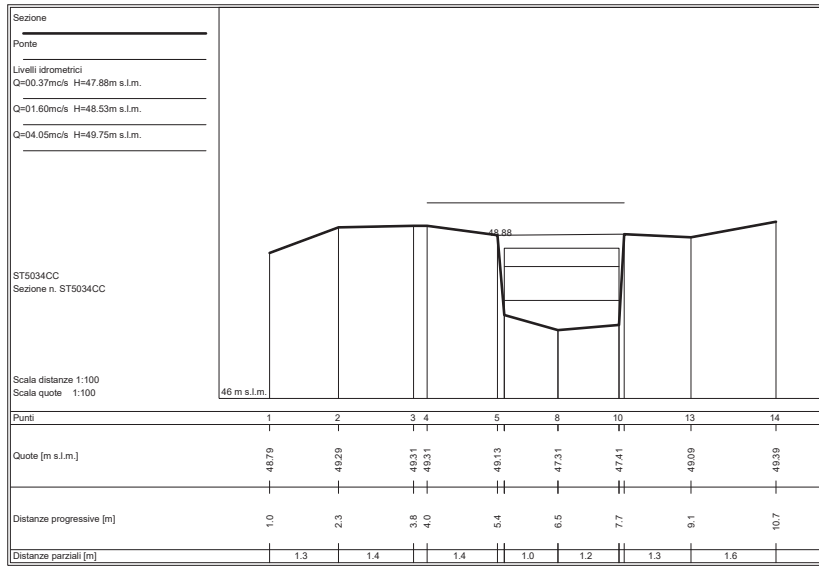 Sezione
Ponte
Livelli idrometrici
Q=00.37mc/s H=47.88m s.l.m.
Q=01.60mc/s H=48.53m s.l.m.
Q=04.05mc/s H=49.75m s.l.m.
48.88
ST5034CC
Sezione n. ST5034CC
Scala distanze 1:100
Scala quote 1:100
46 m s.l.m.
Punti 1 2 3 4 5 8 10 13 14
Quote [m s.l.m.] 48.79 49.29 49.31 49.31 49.13 47.31 47.41 49.09 49.39
Distanze progressive [m] 1.0 2.3 3.8 4.0 5.4 6.5 7.7 9.1 10.7
Distanze parziali [m] 1.3 1.4 1.4 1.0 1.2 1.3 1.6